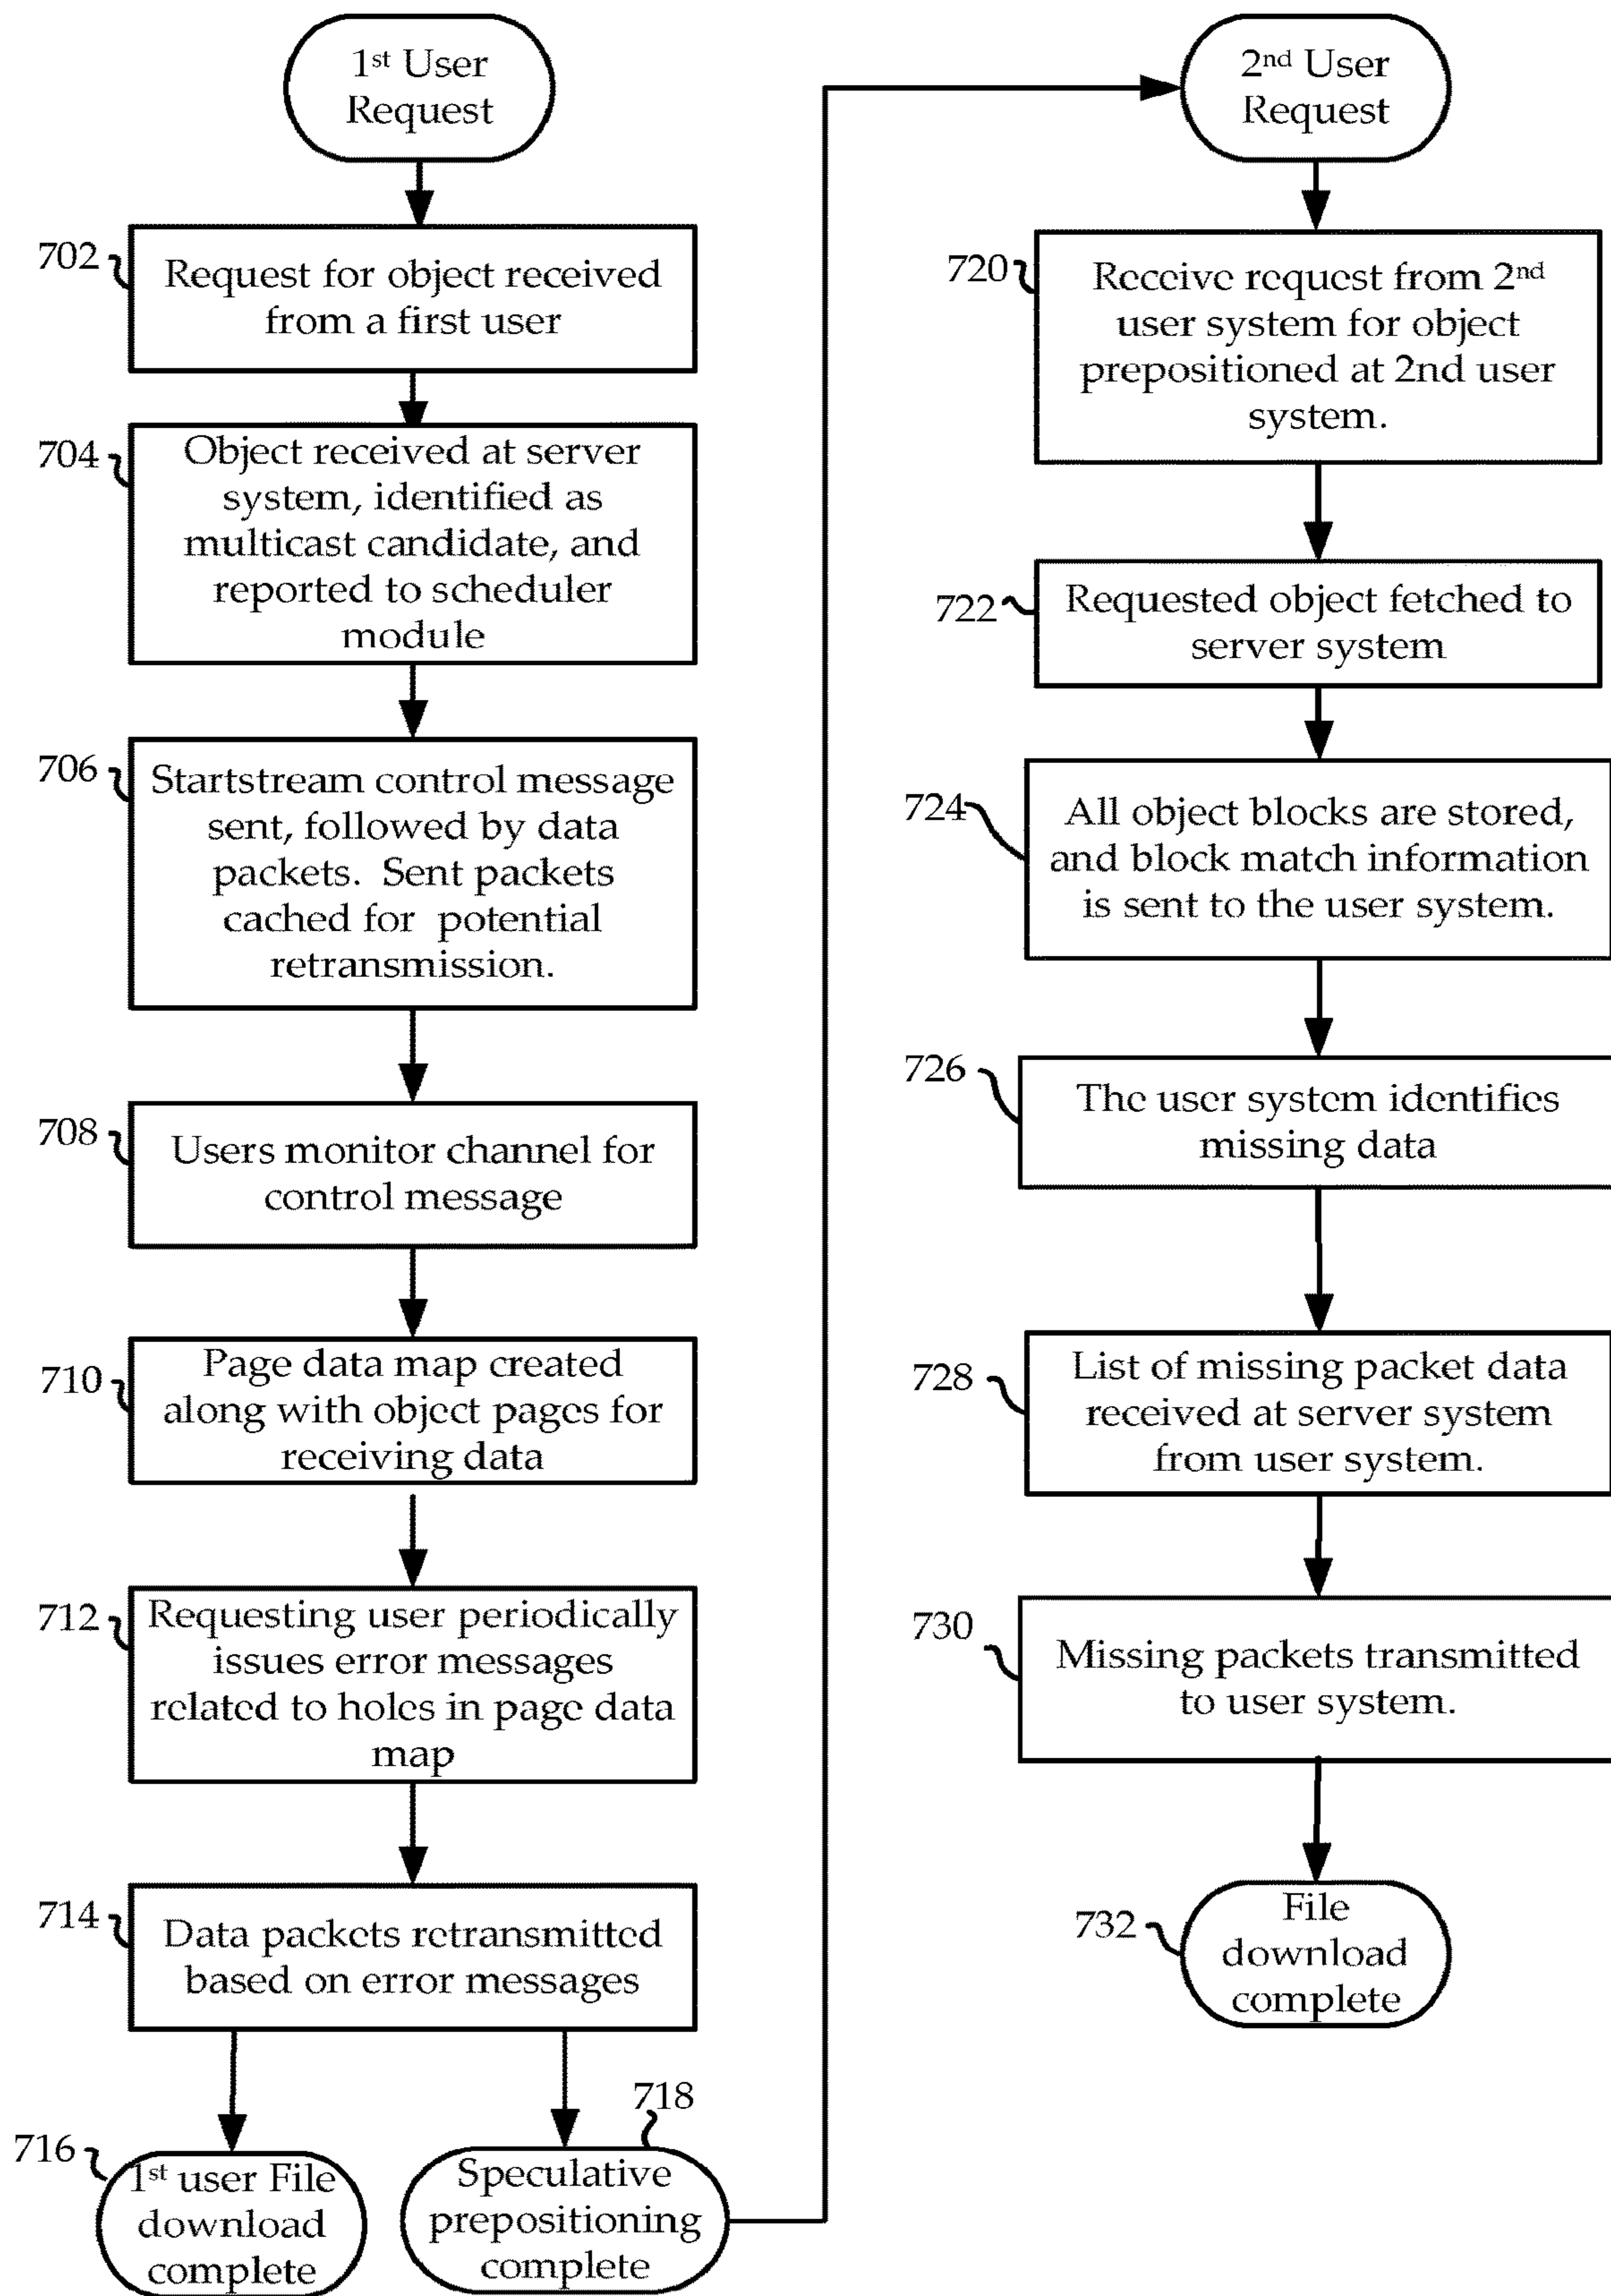 1st User
Request
702
Request for object received
from a first user
704
Object received at server
system, identified as
multicast candidate, and
reported to scheduler
module
706
Startstream control message
sent, followed by data
packets. Sent packets
cached for potential
retransmission.
708
Users monitor channel for
control message
710
Page data map created
along with object pages for
receiving data
712
Requesting user periodically
issues error messages
related to holes in page data
map
714
Data packets retransmitted
based on error messages
716
1st user File
download
complete
718
Speculative
prepositioning
complete
2nd User
Request
720
Receive request from 2nd
user system for object
prepositioned at 2nd user
system.
722
Requested object fetched to
server system
724
All object blocks are stored,
and block match information
is sent to the user system.
726
The user system identifies
missing data
728
List of missing packet data
received at server system
from user system.
730
Missing packets transmitted
to user system.
732
File
download
complete